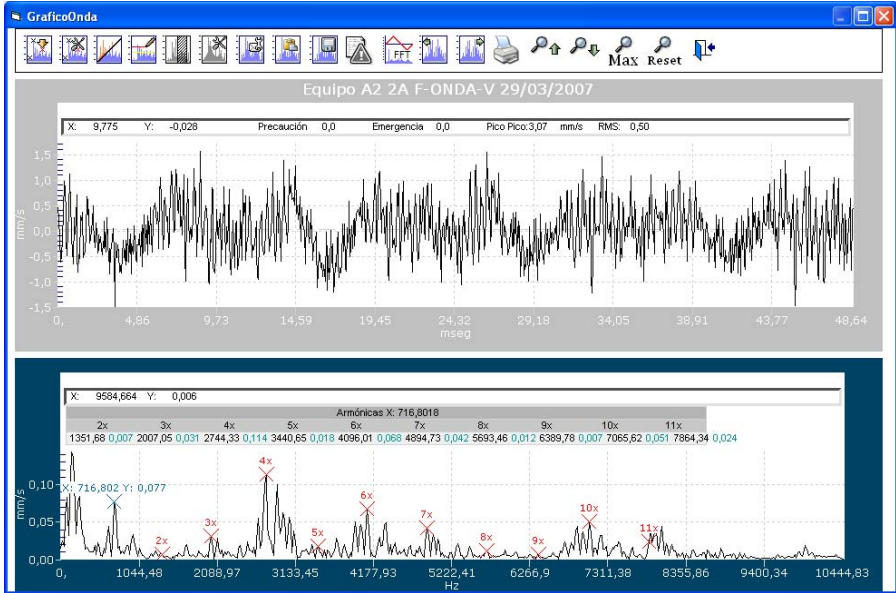 GraficoOnda
FFT
Max Reset
Equipo A2 2A F-ONDA-V 29/03/2007
X: 9,775 Y: -0,028 Precaución 0,0 Emergencia 0,0 Pico Pico:3,07 mm/s RMS: 0,50
1,5
1,0
0,5
0,0
-0,5
-1,0
-1,5
mm/s
0, 4,86 9,73 14,59 19,45 24,32 29,18 34,05 38,91 43,77 48,64
mseg
X: 9584,664 Y: 0,006
Armónicas X: 716,8018
2x 3x 4x 5x 6x 7x 8x 9x 10x 11x
1351,68 0,007 2007,05 0,031 2744,33 0,114 3440,65 0,018 4096,01 0,068 4894,73 0,042 5693,46 0,012 6389,78 0,007 7065,62 0,051 7864,34 0,024
4x
0,10 X: 716,802 Y: 0,077
6x
10x
7x
3x
0,05
11x
5x
8x
2x
9x
0,00
mm/s
0, 1044,48 2088,97 3133,45 4177,93 5222,41 6266,9 7311,38 8355,86 9400,34 10444,83
Hz